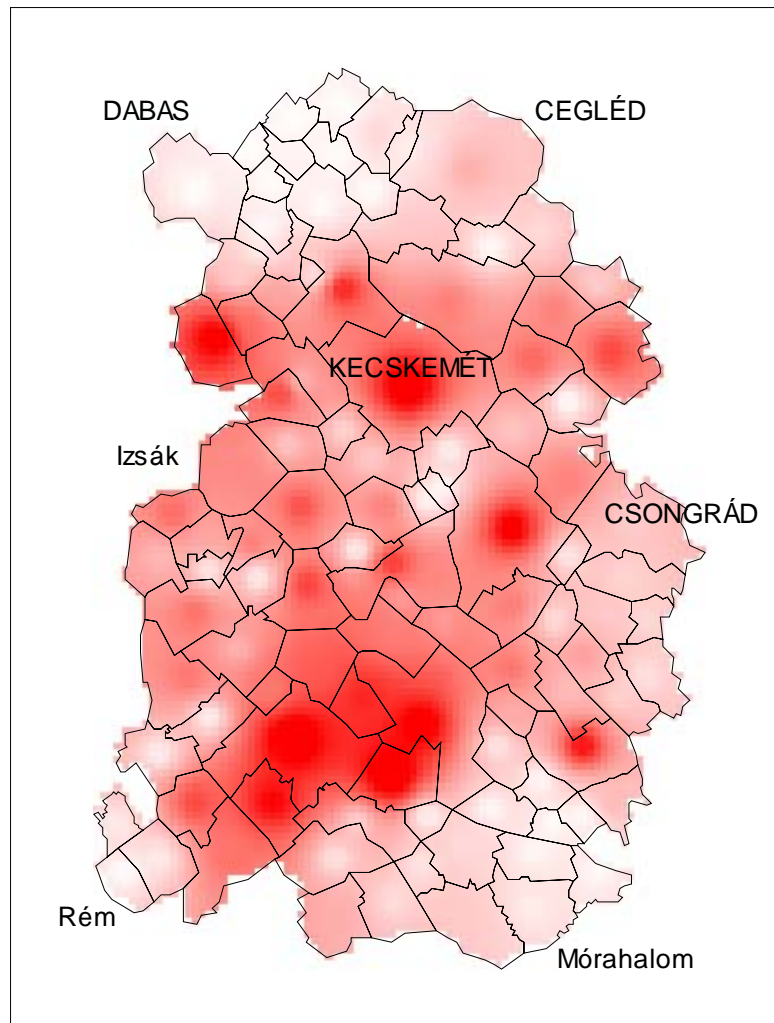 DABAS
CEGLÉD
KECSKEMÉT
Izsák
CSONGRÁD
Rém
Mórahalom